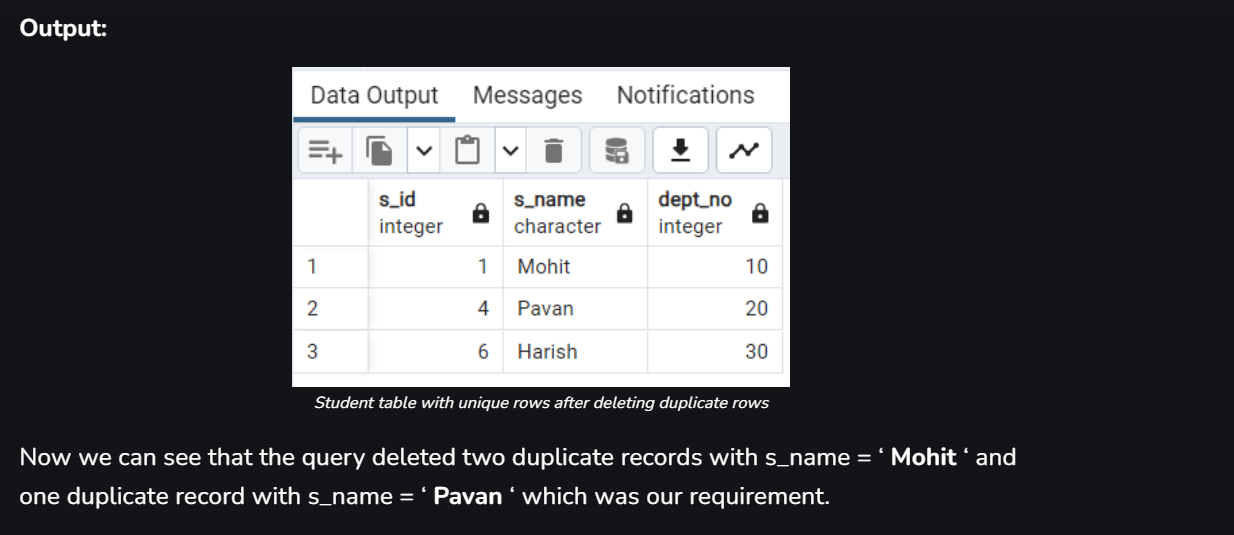 Output:
Data Output Messages Notifications
s_id s_name dept_no
integer character integer
1 1 Mohit 10
2 4 Pavan 20
3 6 Harish 30
Student table with unique rows after deleting duplicate rows
Now we can see that the query deleted two duplicate records with s_name = ‘ Mohit ‘ and
one duplicate record with s_name = ‘ Pavan ‘ which was our requirement.